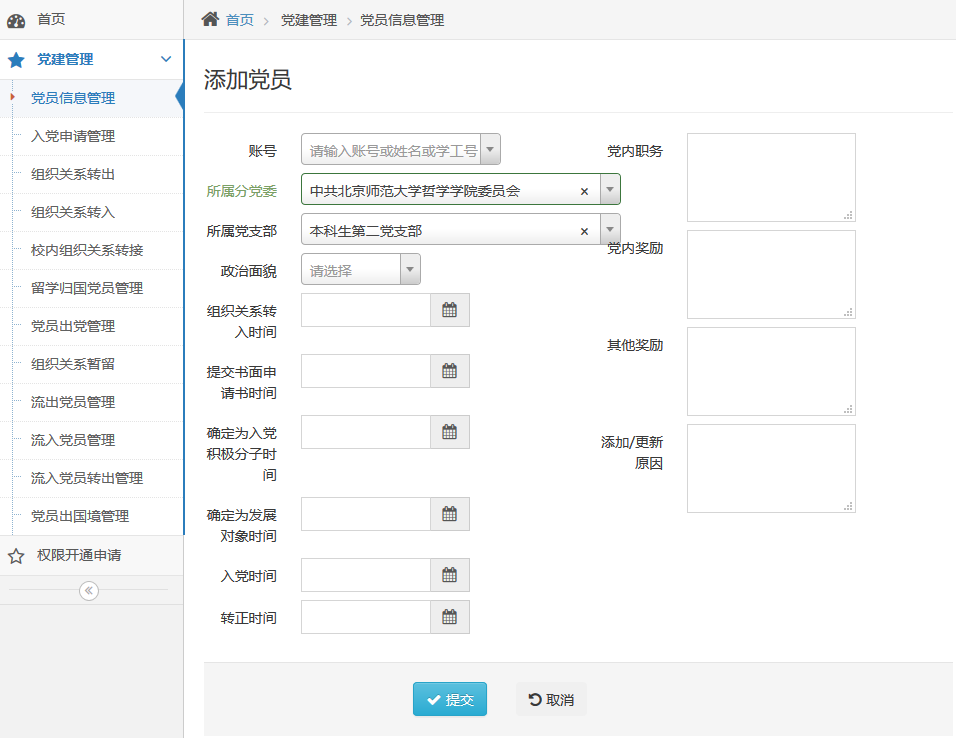 首页
党建管理
党员信息管理
入党申请管理
组织关系转出
组织关系转入
校内组织关系转接
留学归国党员管理
党员出党管理
组织关系暂留
流出党员管理
流入党员管理
流入党员转出管理
党员出国境管理
权限开通申请
首页 党建管理 党员信息管理
添加党员
账号 请输入账号或姓名或学工号
所属分党委 中共北京师范大学哲学学院委员会 ×
所属党支部 本科生第二党支部 ×
政治面貌 请选择
组织关系转
入时间
提交书面申
请书时间
确定为入党
积极分子时
间
确定为发展
对象时间
入党时间
转正时间
党内职务
党内奖励
其他奖励
添加/更新
原因
提交 取消